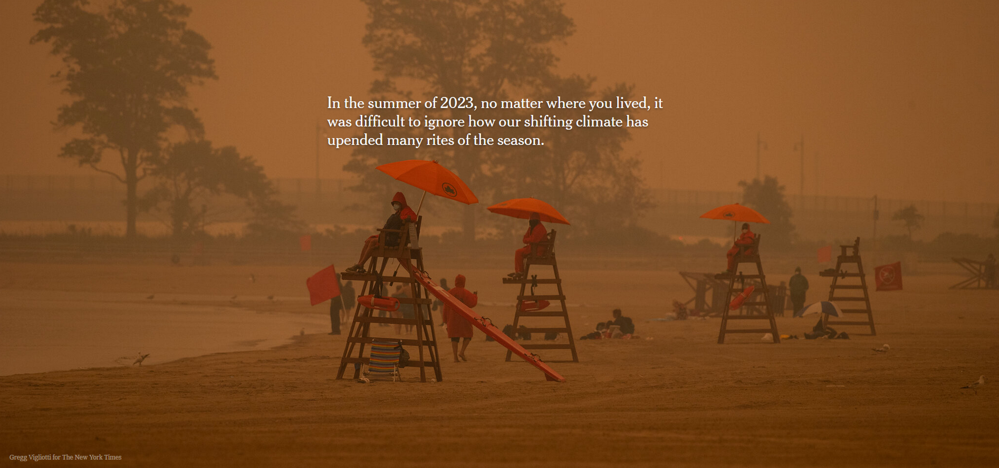 In the summer of 2023, no matter where you lived, it
was difficult to ignore how our shifting climate has
upended many rites of the season.
Gregg Vigliotti for The New York Times